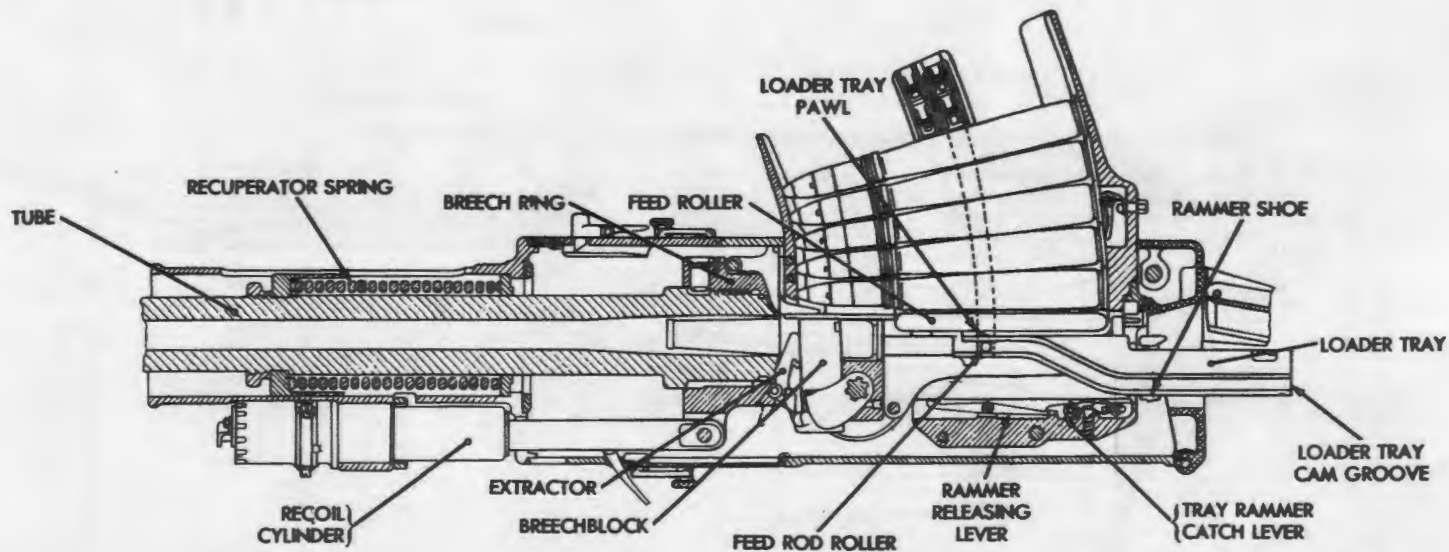 LOADER TRAY
PAWL
RECUPERATOR SPRING
BREECH RING
FEED ROLLER
RAMMER SHOE
TUBE
LOADER TRAY
LOADER TRAY
CAM GROOVE
EXTRACTOR
RECOIL
CYLINDER
BREECHBLOCK
FEED ROD ROLLER
RAMMER
RELEASING
LEVER
TRAY RAMMER
CATCH LEVER